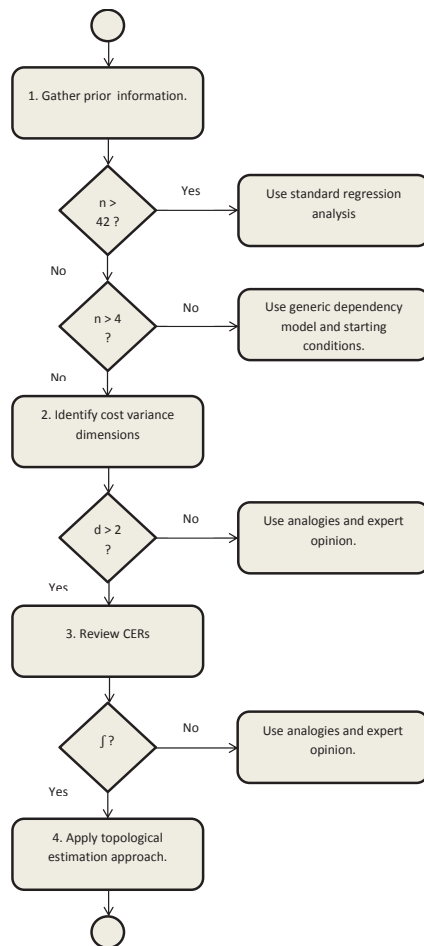 1. Gather prior information.
n >
42 ?
Yes
Use standard regression
analysis
No
n > 4
?
No
Use generic dependency
model and starting
conditions.
No
2. Identify cost variance
dimensions
d > 2
?
No
Use analogies and expert
opinion.
Yes
3. Review CERs
∫ ?
No
Use analogies and expert
opinion.
Yes
4. Apply topological
estimation approach.